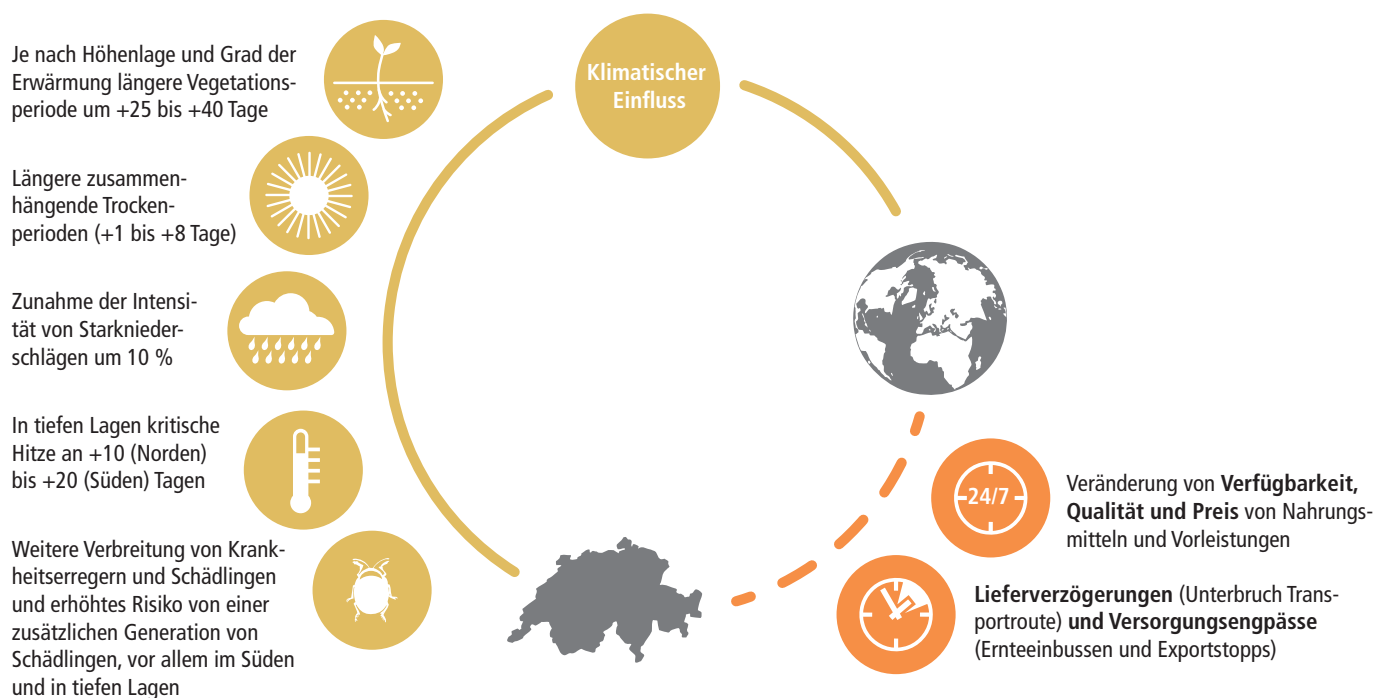 Je nach Höhenlage und Grad der
Erwärmung längere Vegetations-
periode um +25 bis +40 Tage
Längere zusammen-
hängende Trocken-
perioden (+1 bis +8 Tage)
Zunahme der Intensi-
tät von Starknieder-
schlägen um 10 %
In tiefen Lagen kritische
Hitze an +10 (Norden)
bis +20 (Süden) Tagen
Weitere Verbreitung von Krank-
heitserregern und Schädlingen
und erhöhtes Risiko von einer
zusätzlichen Generation von
Schädlingen, vor allem im Süden
und in tiefen Lagen
Klimatischer
Einfluss
24/7
Veränderung von Verfügbarkeit,
Qualität und Preis von Nahrungs-
mitteln und Vorleistungen
Lieferverzögerungen (Unterbruch Trans-
portroute) und Versorgungsengpässe
(Ernteeinbussen und Exportstopps)